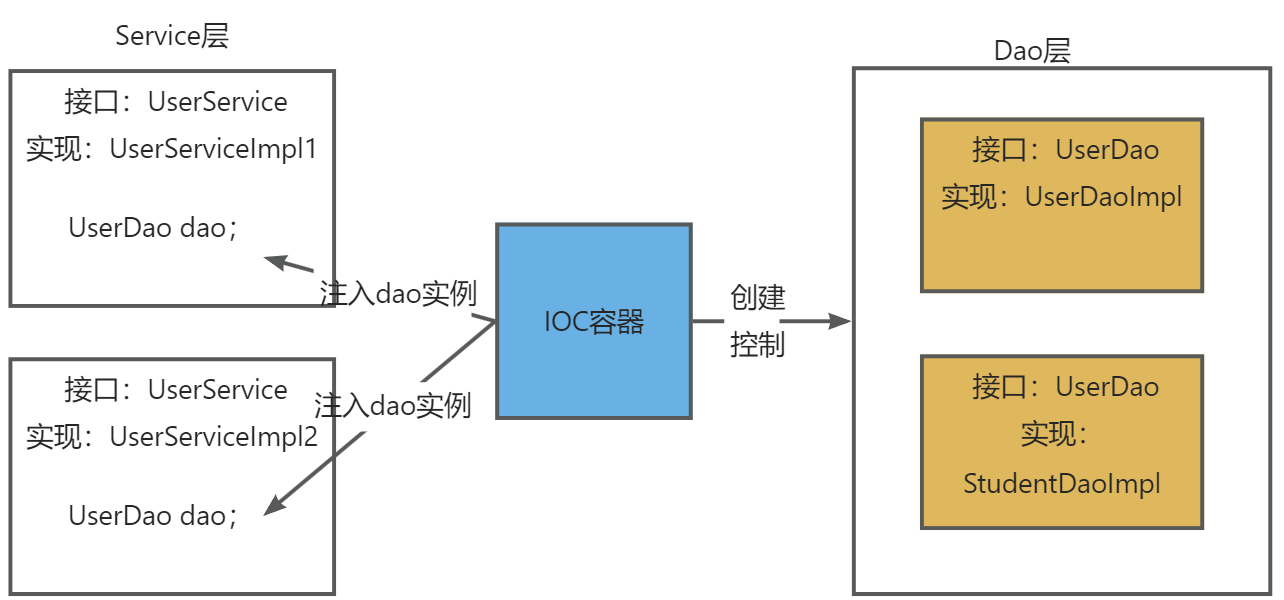 Service层
接口：UserService
实现：UserServiceImpl1
UserDao dao；
接口：UserService
实现：UserServiceImpl2
UserDao dao；
注入dao实例
注入dao实例
IOC容器
创建
控制
Dao层
接口：UserDao
实现：UserDaoImpl
接口：UserDao
实现：
StudentDaoImpl